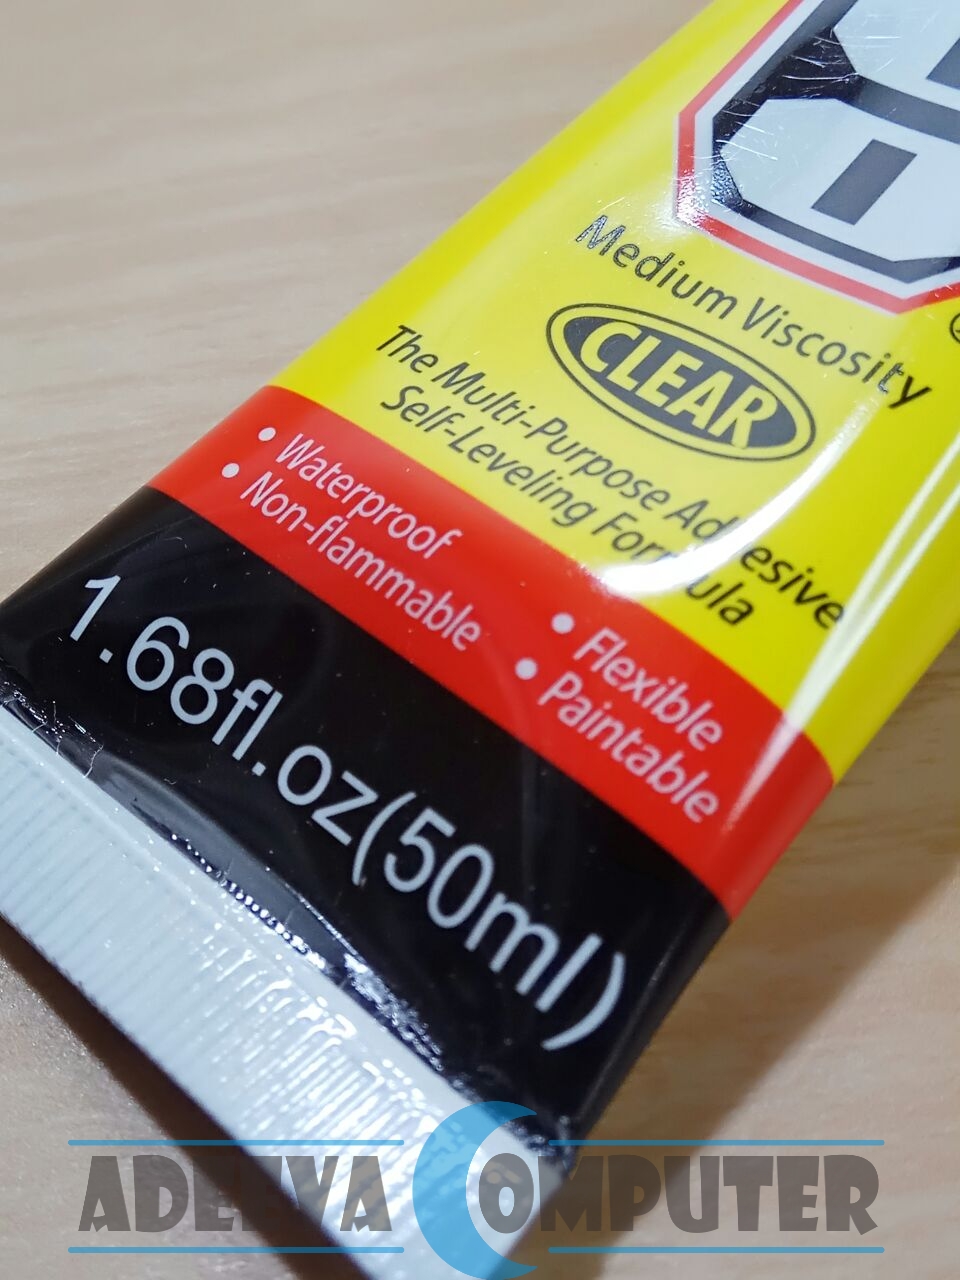 Medium Viscosity
CLEAR
The Multi-Purpose Adhesive
Self-Leveling Formula
• Waterproof
• Non-flammable
• Flexible
• Paintable
1.68fl.oz(50ml)
COMPUTER